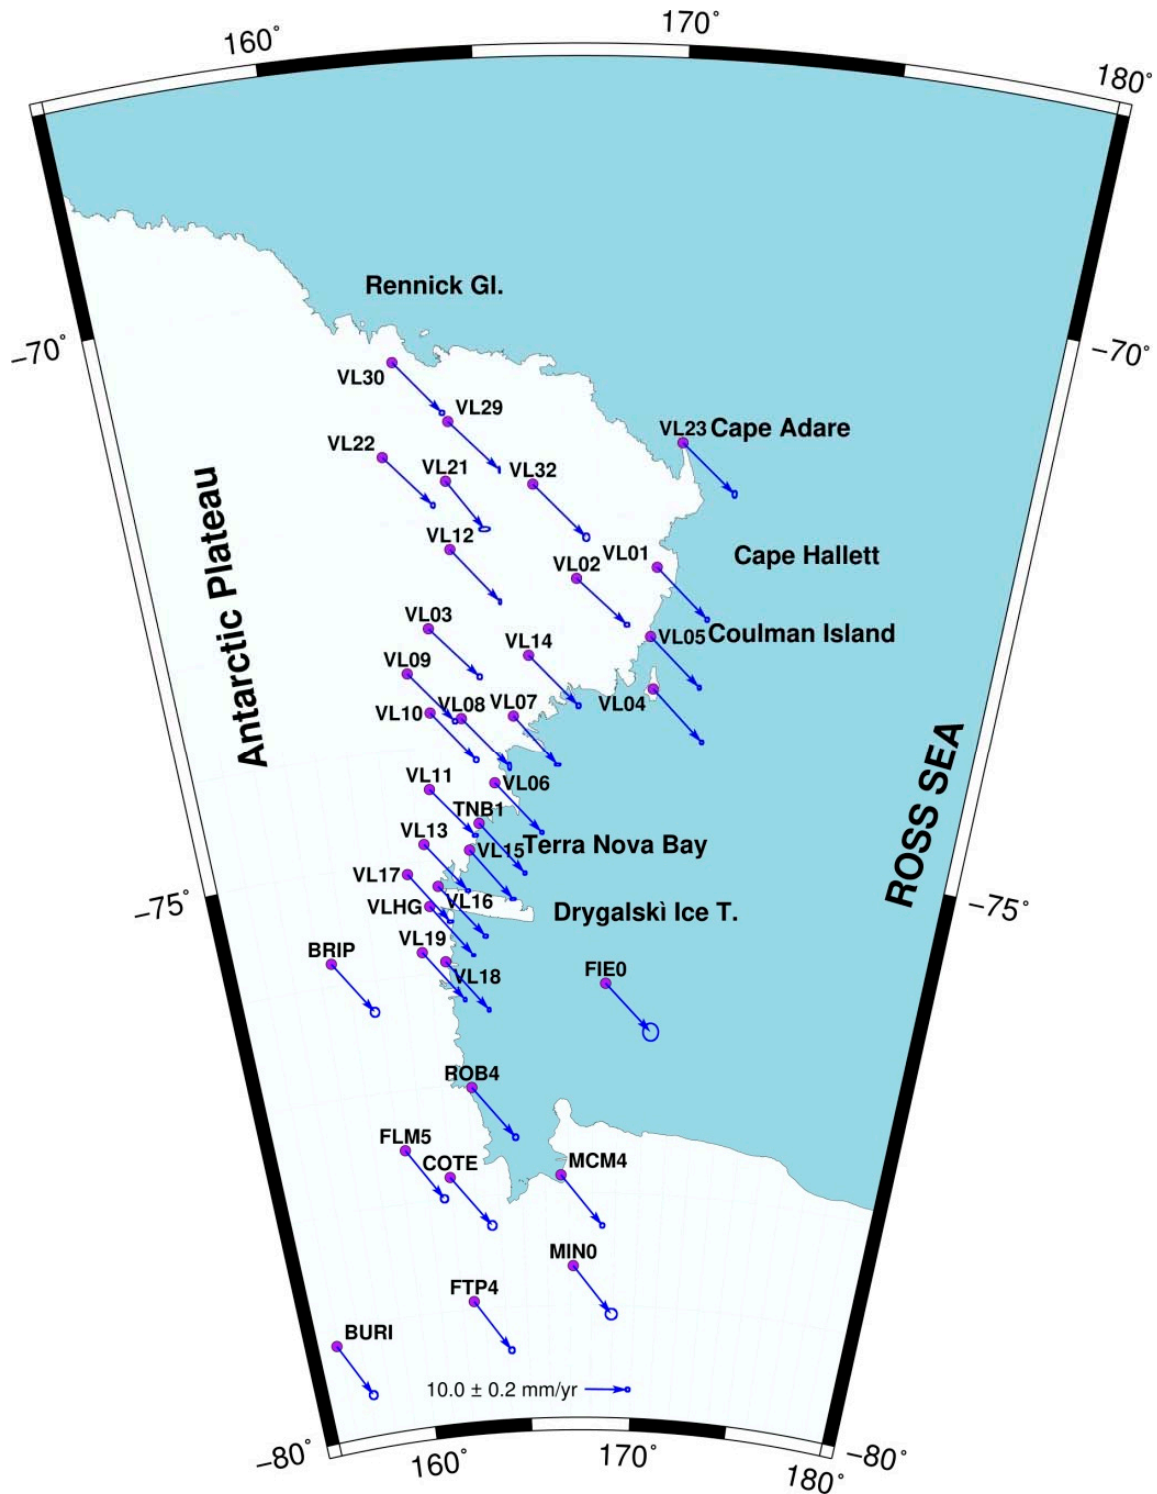 170°
160°
180°
Rennick Gl.
−70°
−70°
VL30
VL29
VL23
Cape Adare
VL22
VL21
VL32
VL12
VL01
Cape Hallett
VL02
Antarctic Plateau
VL03
VL05
Coulman Island
VL14
VL09
VL08
VL07
VL04
VL10
ROSS SEA
VL11
VL06
TNB1
VL13
VL15
Terra Nova Bay
VL17
VL16
VLHG
Drygalskì Ice T.
−75°
−75°
VL19
BRIP
VL18
FIE0
ROB4
FLM5
COTE
MCM4
MIN0
FTP4
BURI
10.0 ± 0.2 mm/yr
−80°
160°
170°
180°
−80°